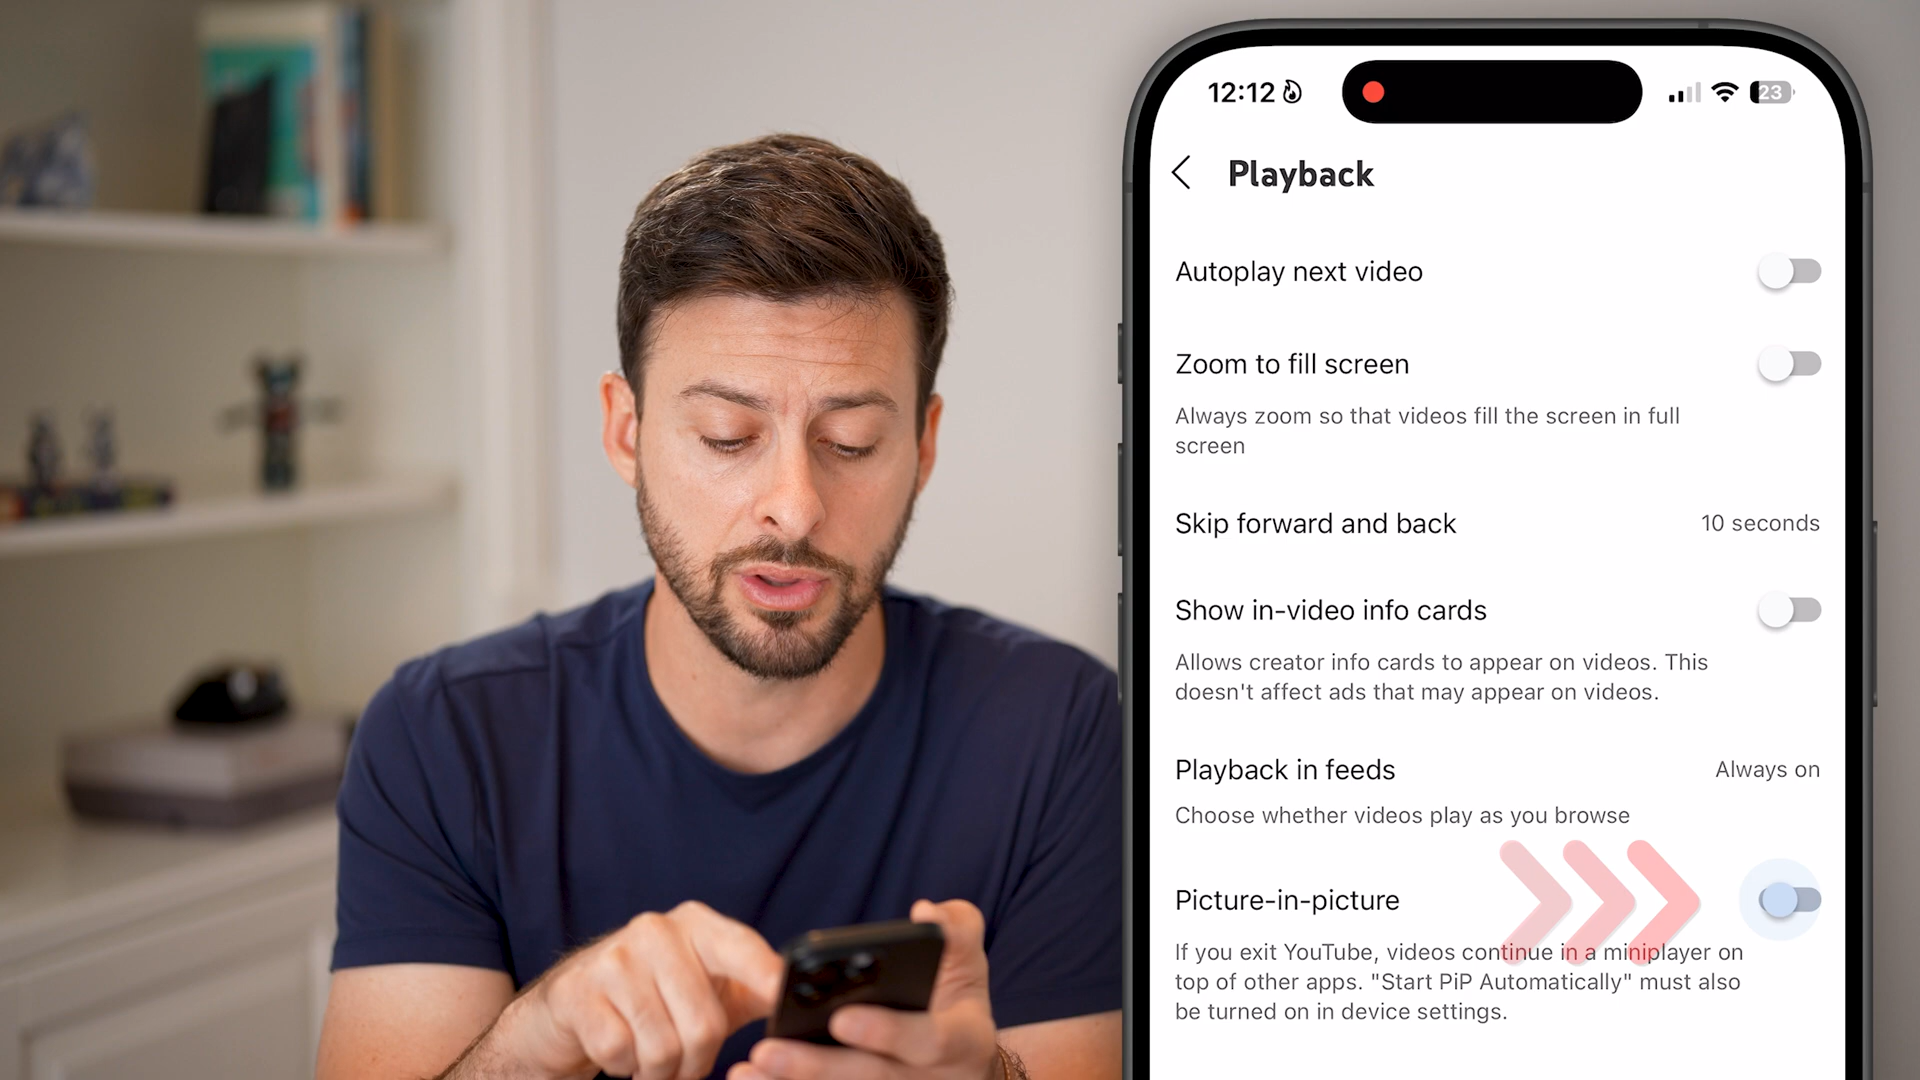 12:12
23
Playback
Autoplay next video
Zoom to fill screen
Always zoom so that videos fill the screen in full
screen
Skip forward and back
10 seconds
Show in-video info cards
Allows creator info cards to appear on videos. This
doesn't affect ads that may appear on videos.
Playback in feeds
Always on
Choose whether videos play as you browse
Picture-in-picture
If you exit YouTube, videos continue in a miniplayer on
top of other apps. "Start PiP Automatically" must also
be turned on in device settings.